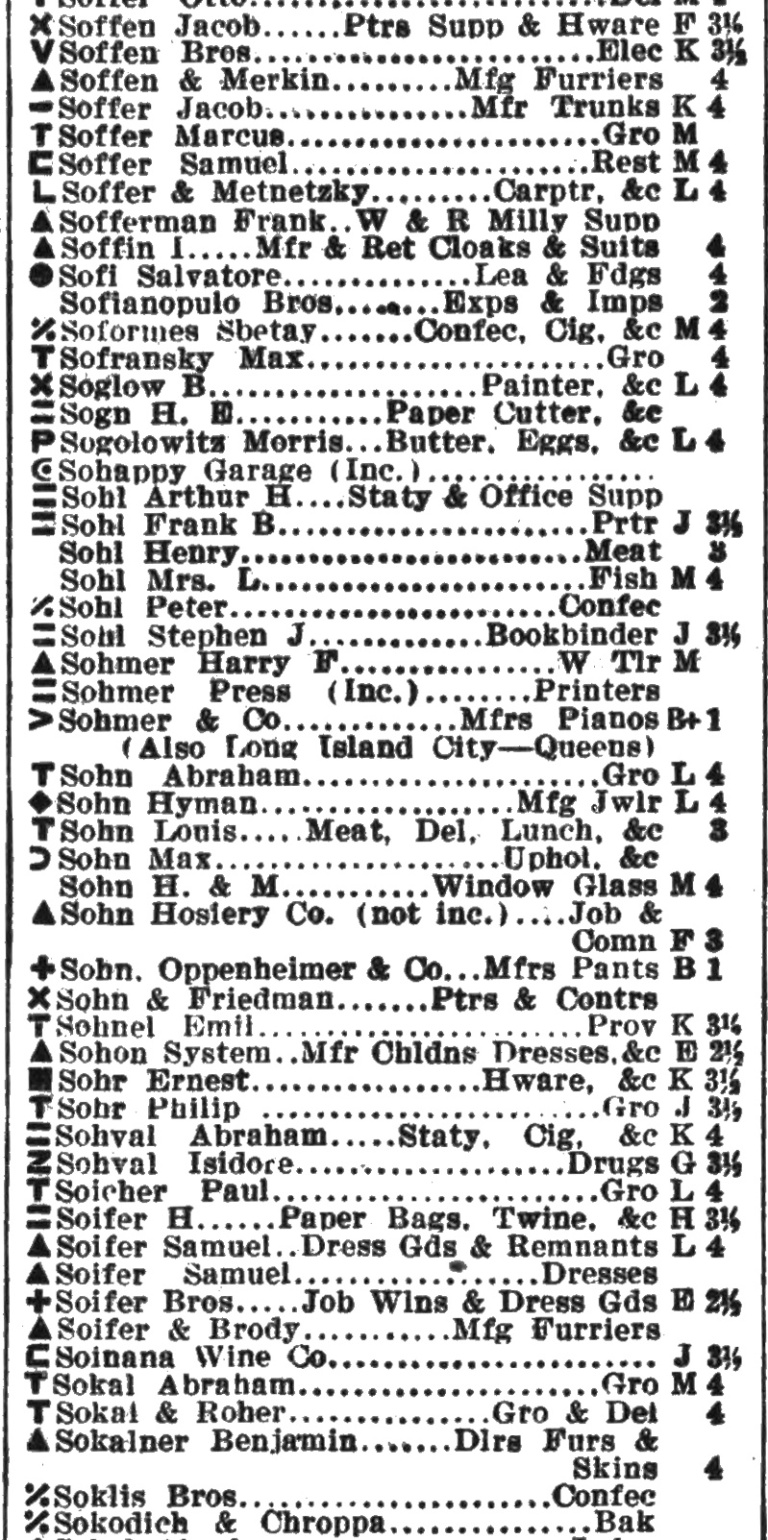 Soffer Otto
✕ Soffen Jacob......Ptrs Supp & Hware F 3½
V Soffen Bros..........................Elec K 3½
▲ Soffen & Merkin.........Mfg Furriers 4
━ Soffer Jacob...............Mfr Trunks K 4
T Soffer Marcus........................Gro M
⊏ Soffer Samuel......................Rest M 4
L Soffer & Metnetzky.........Carptr, &c L 4
▲ Sofferman Frank..W & R Milly Supp
▲ Soffin I.....Mfr & Ret Cloaks & Suits 4
● Sofi Salvatore..............Lea & Fdgs 4
Sofianopulo Bros........Exps & Imps 2
⁒ Soformes Sbetay.......Confec, Cig, &c M 4
T Sofransky Max......................Gro 4
✕ Soglow B....................Painter, &c L 4
= Sogn H. E...........Paper Cutter, &c
P Sogolowitz Morris...Butter, Eggs, &c L 4
Sohappy Garage (Inc.)..................
= Sohl Arthur H....Staty & Office Supp
= Sohl Frank B.......................Prtr J 3½
Sohl Henry.........................Meat 3
Sohl Mrs. L........................Fish M 4
⁒ Sohl Peter........................Confec
= Sohl Stephen J.............Bookbinder J 3½
▲ Sohmer Harry F................W Tlr M
= Sohmer Press (Inc.)........Printers
> Sohmer & Co.............Mfrs Pianos B+ 1
(Also Long Island City—Queens)
T Sohn Abraham......................Gro L 4
◆ Sohn Hyman..................Mfg Jwlr L 4
T Sohn Louis.....Meat, Del, Lunch, &c 3
⊐ Sohn Max.....................Uphol, &c
Sohn H. & M...........Window Glass M 4
▲ Sohn Hosiery Co. (not inc.)....Job &
Comn F 3
✚ Sohn, Oppenheimer & Co...Mfrs Pants B 1
✕ Sohn & Friedman.......Ptrs & Contrs
T Sohnel Emil........................Prov K 3½
▲ Sohon System..Mfr Chldns Dresses,&c E 2½
■ Sohr Ernest.................Hware, &c K 3½
T Sohr Philip .........................Gro J 3½
= Sohval Abraham.....Staty, Cig, &c K 4
Z Sohval Isidore....................Drugs G 3½
T Soicher Paul........................Gro L 4
= Soifer H......Paper Bags, Twine, &c H 3½
▲ Soifer Samuel..Dress Gds & Remnants L 4
▲ Soifer Samuel..................Dresses
✚ Soifer Bros.....Job Wlns & Dress Gds E 2½
▲ Soifer & Brody...........Mfg Furriers
⊏ Soinana Wine Co........................ J 3½
T Sokal Abraham......................Gro M 4
T Sokal & Roher...............Gro & Del 4
▲ Sokalner Benjamin.......Dlrs Furs &
Skins 4
⁒ Soklis Bros.......................Confec
⁒ Sokodich & Chroppa.................Bak